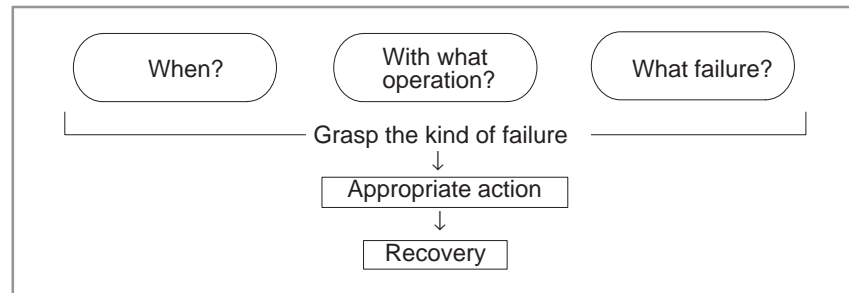 When?
With what
operation?
What failure?
Grasp the kind of failure
Appropriate action
Recovery